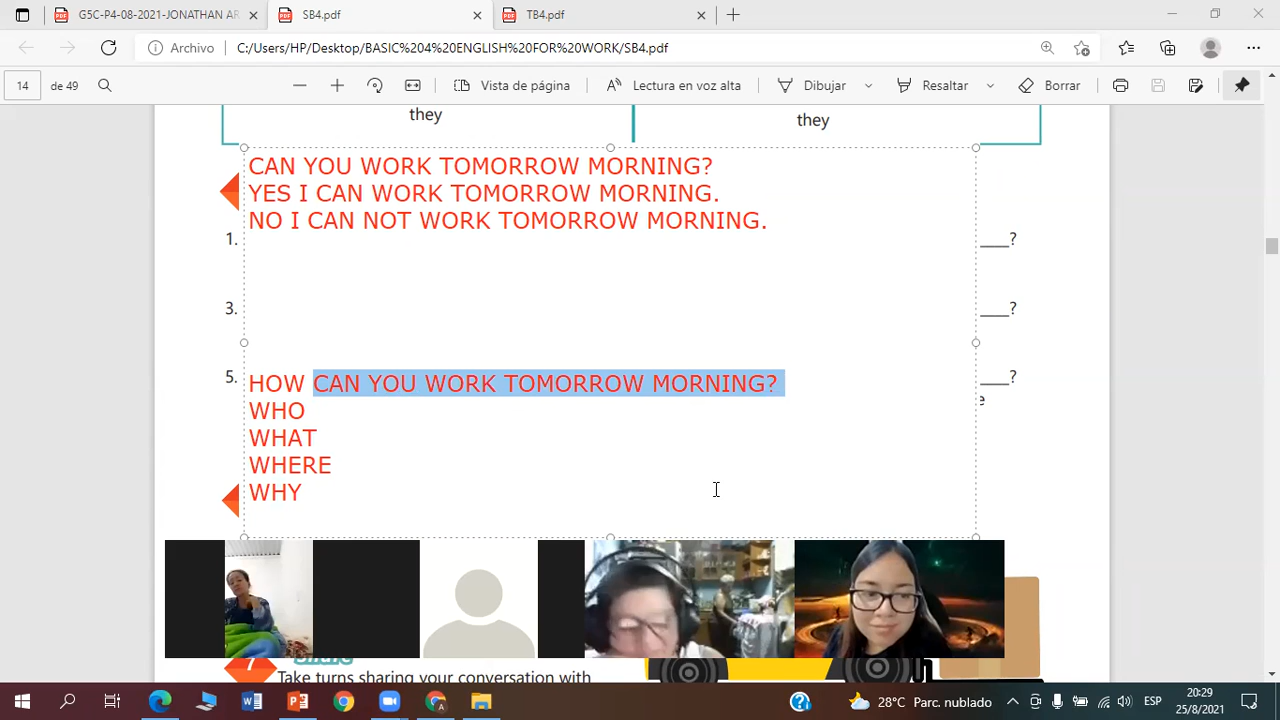 G5C-P4-08-2021-JONATHAN AR
SB4.pdf
TB4.pdf
Archivo
C:/Users/HP/Desktop/BASIC%204%20ENGLISH%20FOR%20WORK/SB4.pdf
14 de 49
Vista de página
Lectura en voz alta
Dibujar
Resaltar
Borrar
they
they
CAN YOU WORK TOMORROW MORNING?
YES I CAN WORK TOMORROW MORNING.
NO I CAN NOT WORK TOMORROW MORNING.
1. ___?
3. ___?
5. ___?
HOW CAN YOU WORK TOMORROW MORNING?
e
WHO
WHAT
WHERE
WHY
7
Take turns sharing your conversation with
28°C Parc. nublado
ESP
20:29
25/8/2021